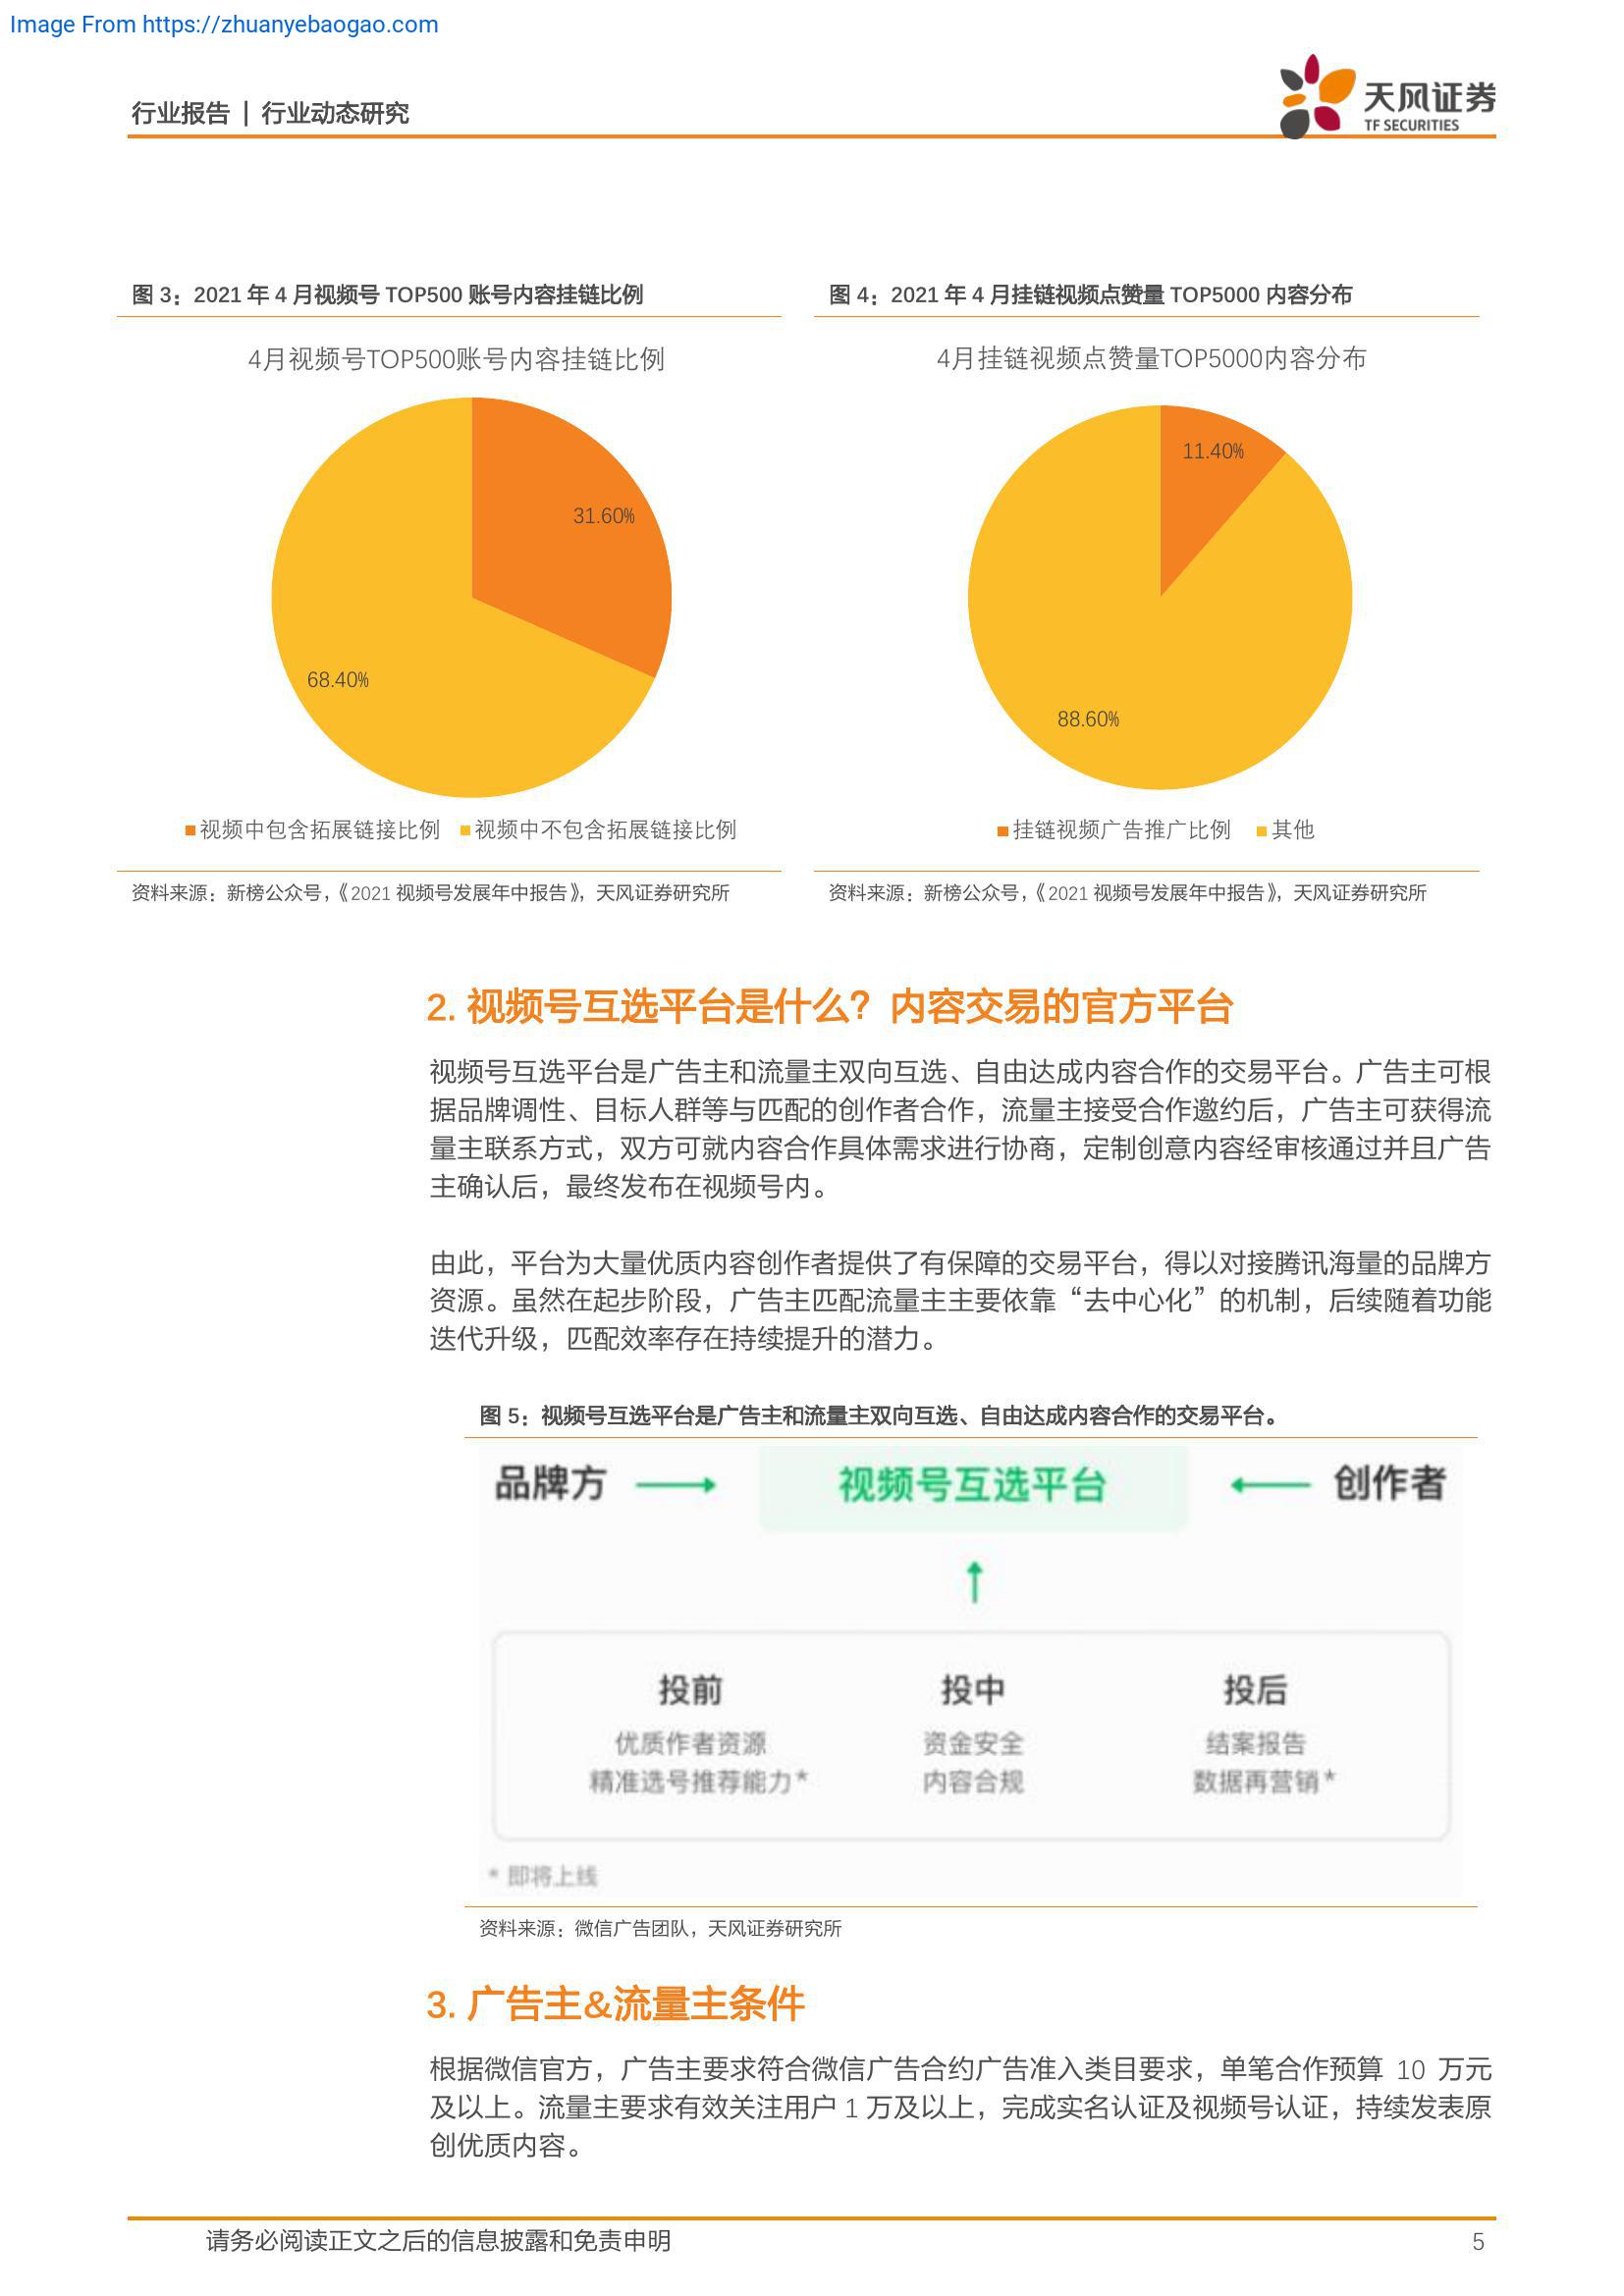 Image From https://zhuanyebaogao.com
行业报告 | 行业动态研究
天风证券
TF SECURITIES
图 3：2021 年 4 月视频号 TOP500 账号内容挂链比例
4月视频号TOP500账号内容挂链比例
31.60%
68.40%
视频中包含拓展链接比例 视频中不包含拓展链接比例
资料来源：新榜公众号，《2021 视频号发展年中报告》，天风证券研究所
图 4：2021 年 4 月挂链视频点赞量 TOP5000 内容分布
4月挂链视频点赞量TOP5000内容分布
11.40%
88.60%
挂链视频广告推广比例 其他
资料来源：新榜公众号，《2021 视频号发展年中报告》，天风证券研究所
2. 视频号互选平台是什么？内容交易的官方平台
视频号互选平台是广告主和流量主双向互选、自由达成内容合作的交易平台。广告主可根
据品牌调性、目标人群等与匹配的创作者合作，流量主接受合作邀约后，广告主可获得流
量主联系方式，双方可就内容合作具体需求进行协商，定制创意内容经审核通过并且广告
主确认后，最终发布在视频号内。
由此，平台为大量优质内容创作者提供了有保障的交易平台，得以对接腾讯海量的品牌方
资源。虽然在起步阶段，广告主匹配流量主主要依靠“去中心化”的机制，后续随着功能
迭代升级，匹配效率存在持续提升的潜力。
图 5：视频号互选平台是广告主和流量主双向互选、自由达成内容合作的交易平台。
品牌方 视频号互选平台 创作者
投前 投中 投后
优质作者资源 资金安全 结案报告
精准选号推荐能力* 内容合规 数据再营销*
* 即将上线
资料来源：微信广告团队，天风证券研究所
3. 广告主&流量主条件
根据微信官方，广告主要求符合微信广告合约广告准入类目要求，单笔合作预算 10 万元
及以上。流量主要求有效关注用户 1 万及以上，完成实名认证及视频号认证，持续发表原
创优质内容。
请务必阅读正文之后的信息披露和免责申明 5